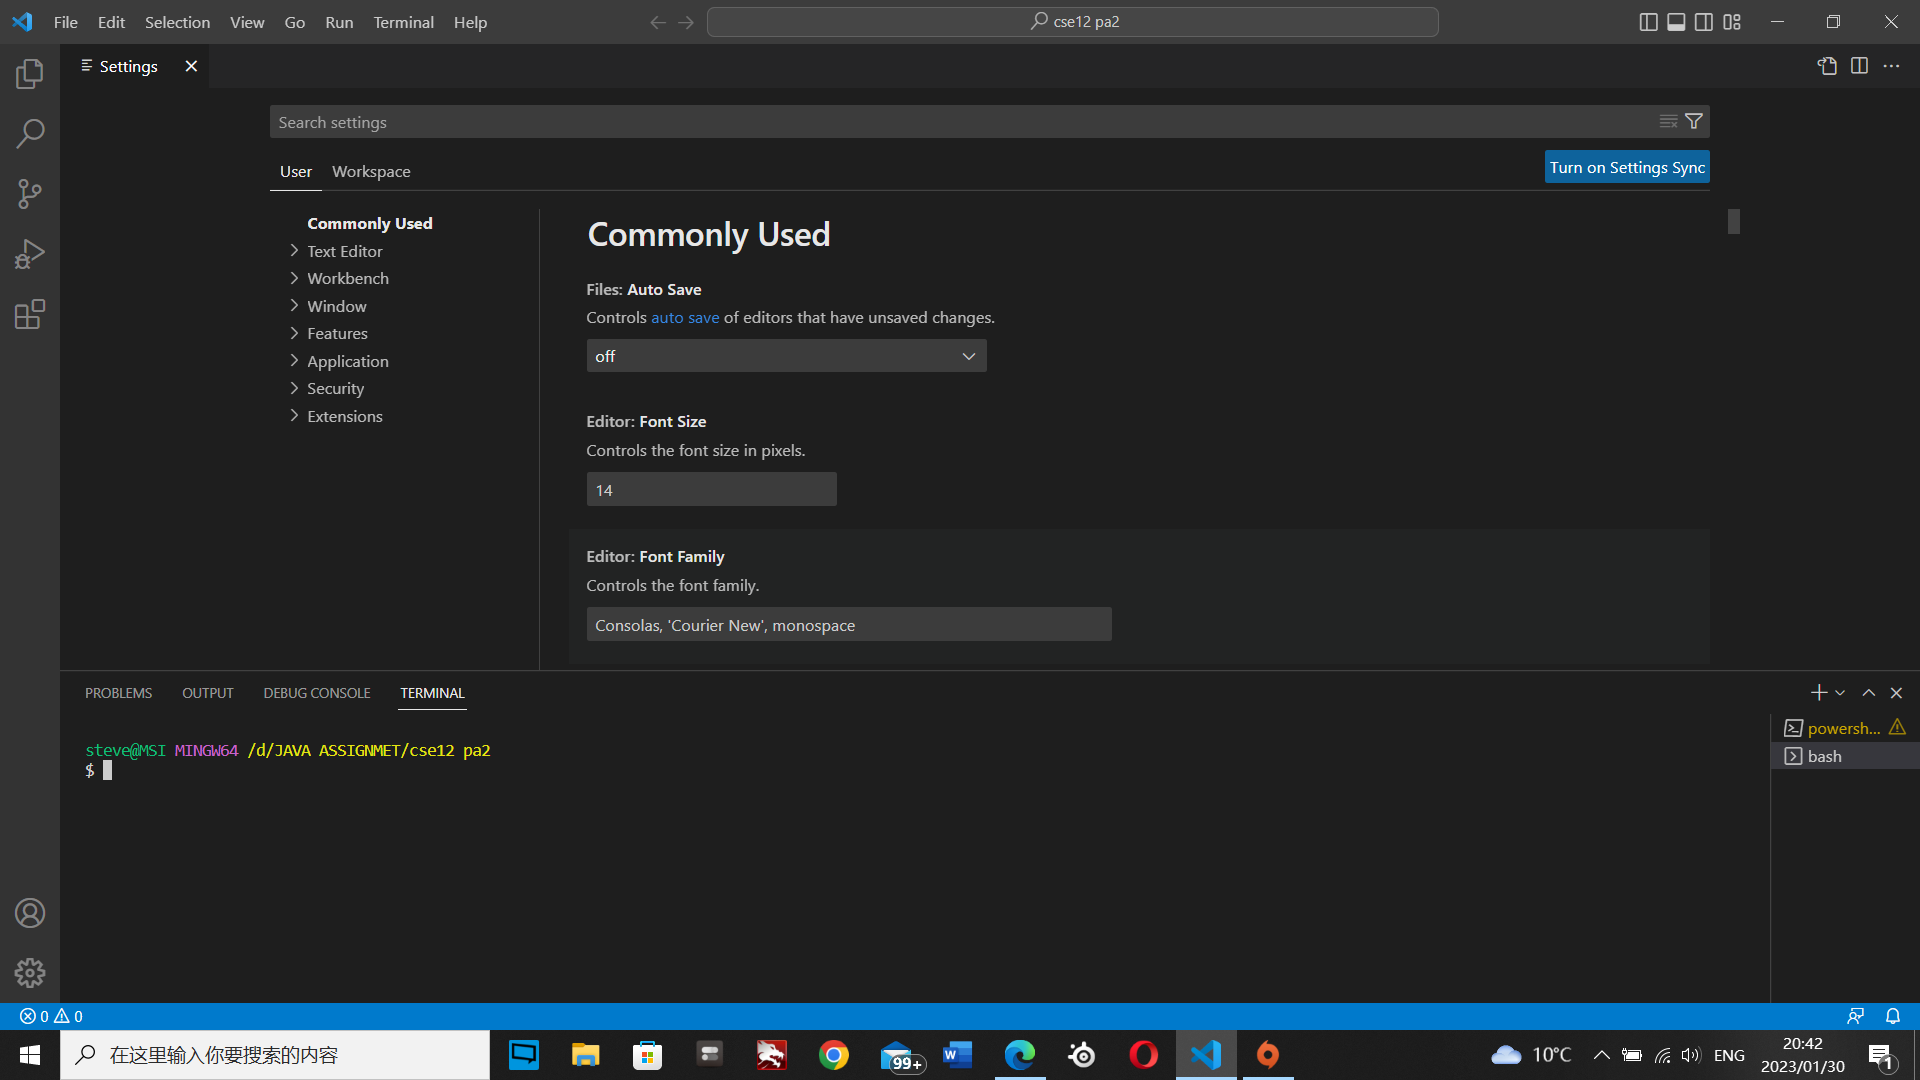 File Edit Selection View Go Run Terminal Help
cse12 pa2
Settings
Search settings
User Workspace
Turn on Settings Sync
Commonly Used
Text Editor
Workbench
Window
Features
Application
Security
Extensions
Commonly Used
Files: Auto Save
Controls auto save of editors that have unsaved changes.
off
Editor: Font Size
Controls the font size in pixels.
14
Editor: Font Family
Controls the font family.
Consolas, 'Courier New', monospace
PROBLEMS OUTPUT DEBUG CONSOLE TERMINAL
steve@MSI MINGW64 /d/JAVA ASSIGNMET/cse12 pa2
$
powersh...
bash
0 0
在这里输入你要搜索的内容
99+
10°C
ENG
20:42
2023/01/30
1